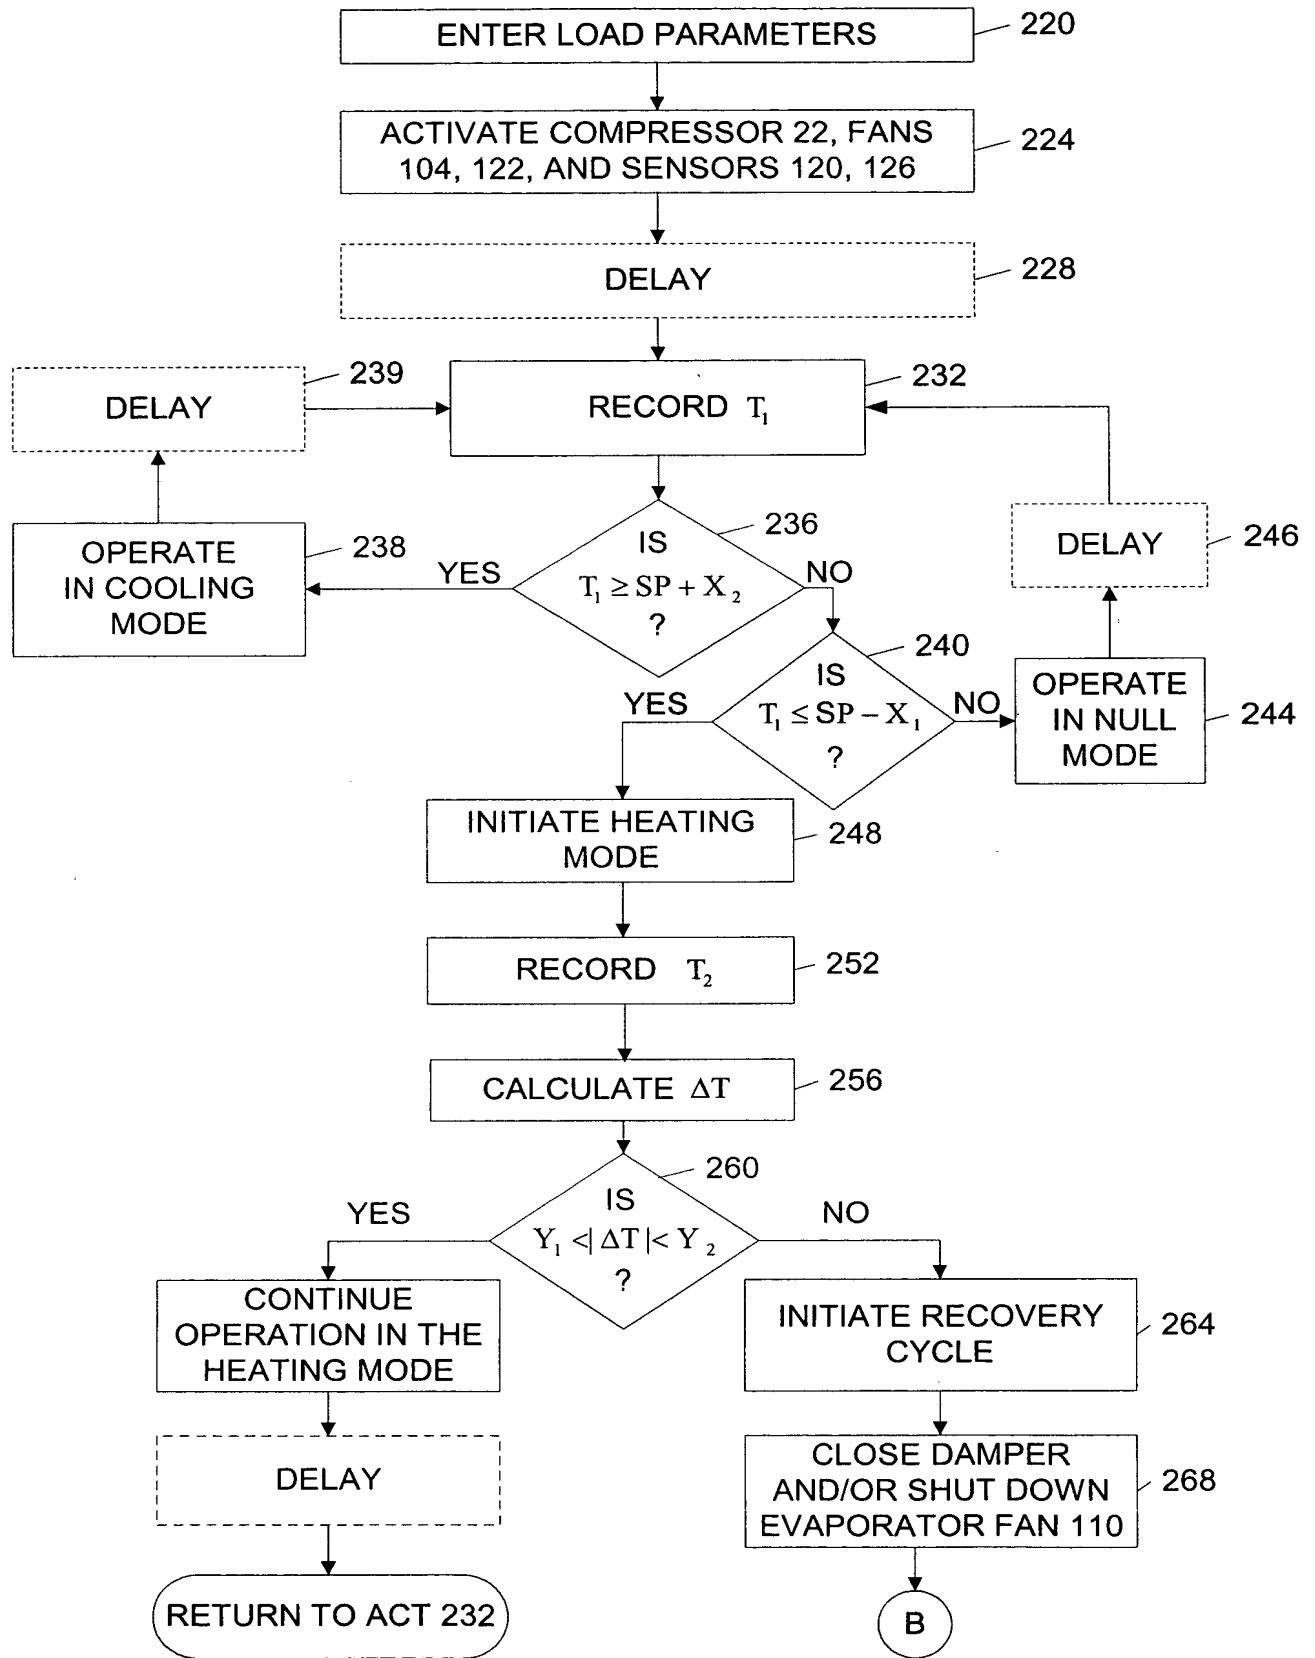 ENTER LOAD PARAMETERS
220
ACTIVATE COMPRESSOR 22, FANS
104, 122, AND SENSORS 120, 126
224
DELAY
228
DELAY
239
RECORD T₁
232
OPERATE
IN COOLING
MODE
238
YES
IS
T₁ ≥ SP + X₂
?
236
NO
DELAY
246
240
IS
T₁ ≤ SP − X₁
?
YES
NO
OPERATE
IN NULL
MODE
244
INITIATE HEATING
MODE
248
RECORD T₂
252
CALCULATE ΔT
256
260
IS
Y₁ <| ΔT |< Y₂
?
YES
NO
CONTINUE
OPERATION IN THE
HEATING MODE
INITIATE RECOVERY
CYCLE
264
DELAY
CLOSE DAMPER
AND/OR SHUT DOWN
EVAPORATOR FAN 110
268
RETURN TO ACT 232
B